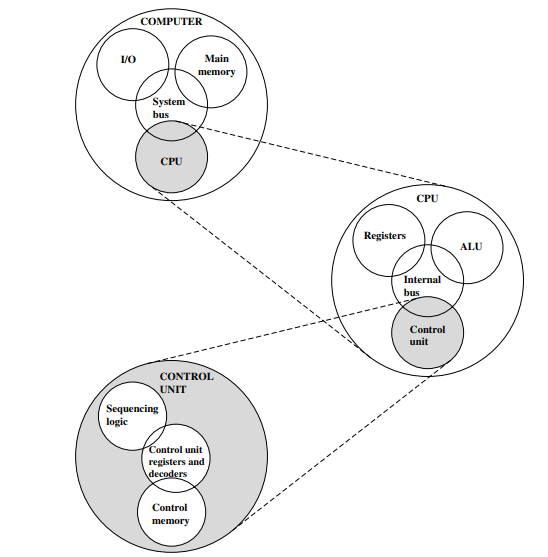 COMPUTER
I/O
Main
memory
System
bus
CPU
CPU
Registers
ALU
Internal
bus
Control
unit
CONTROL
UNIT
Sequencing
logic
Control unit
registers and
decoders
Control
memory